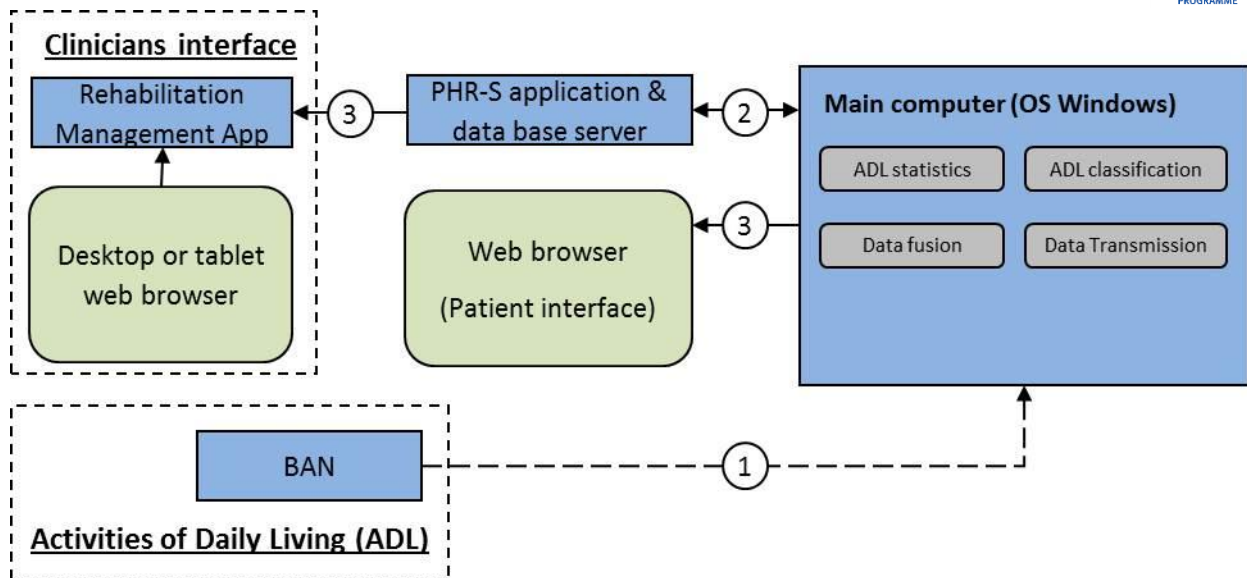 PROGRAMME
Clinicians interface
Rehabilitation
Management App
3
PHR-S application &
data base server
2
Main computer (OS Windows)
ADL statistics
ADL classification
Data fusion
Data Transmission
Desktop or tablet
web browser
Web browser
(Patient interface)
3
BAN
1
Activities of Daily Living (ADL)